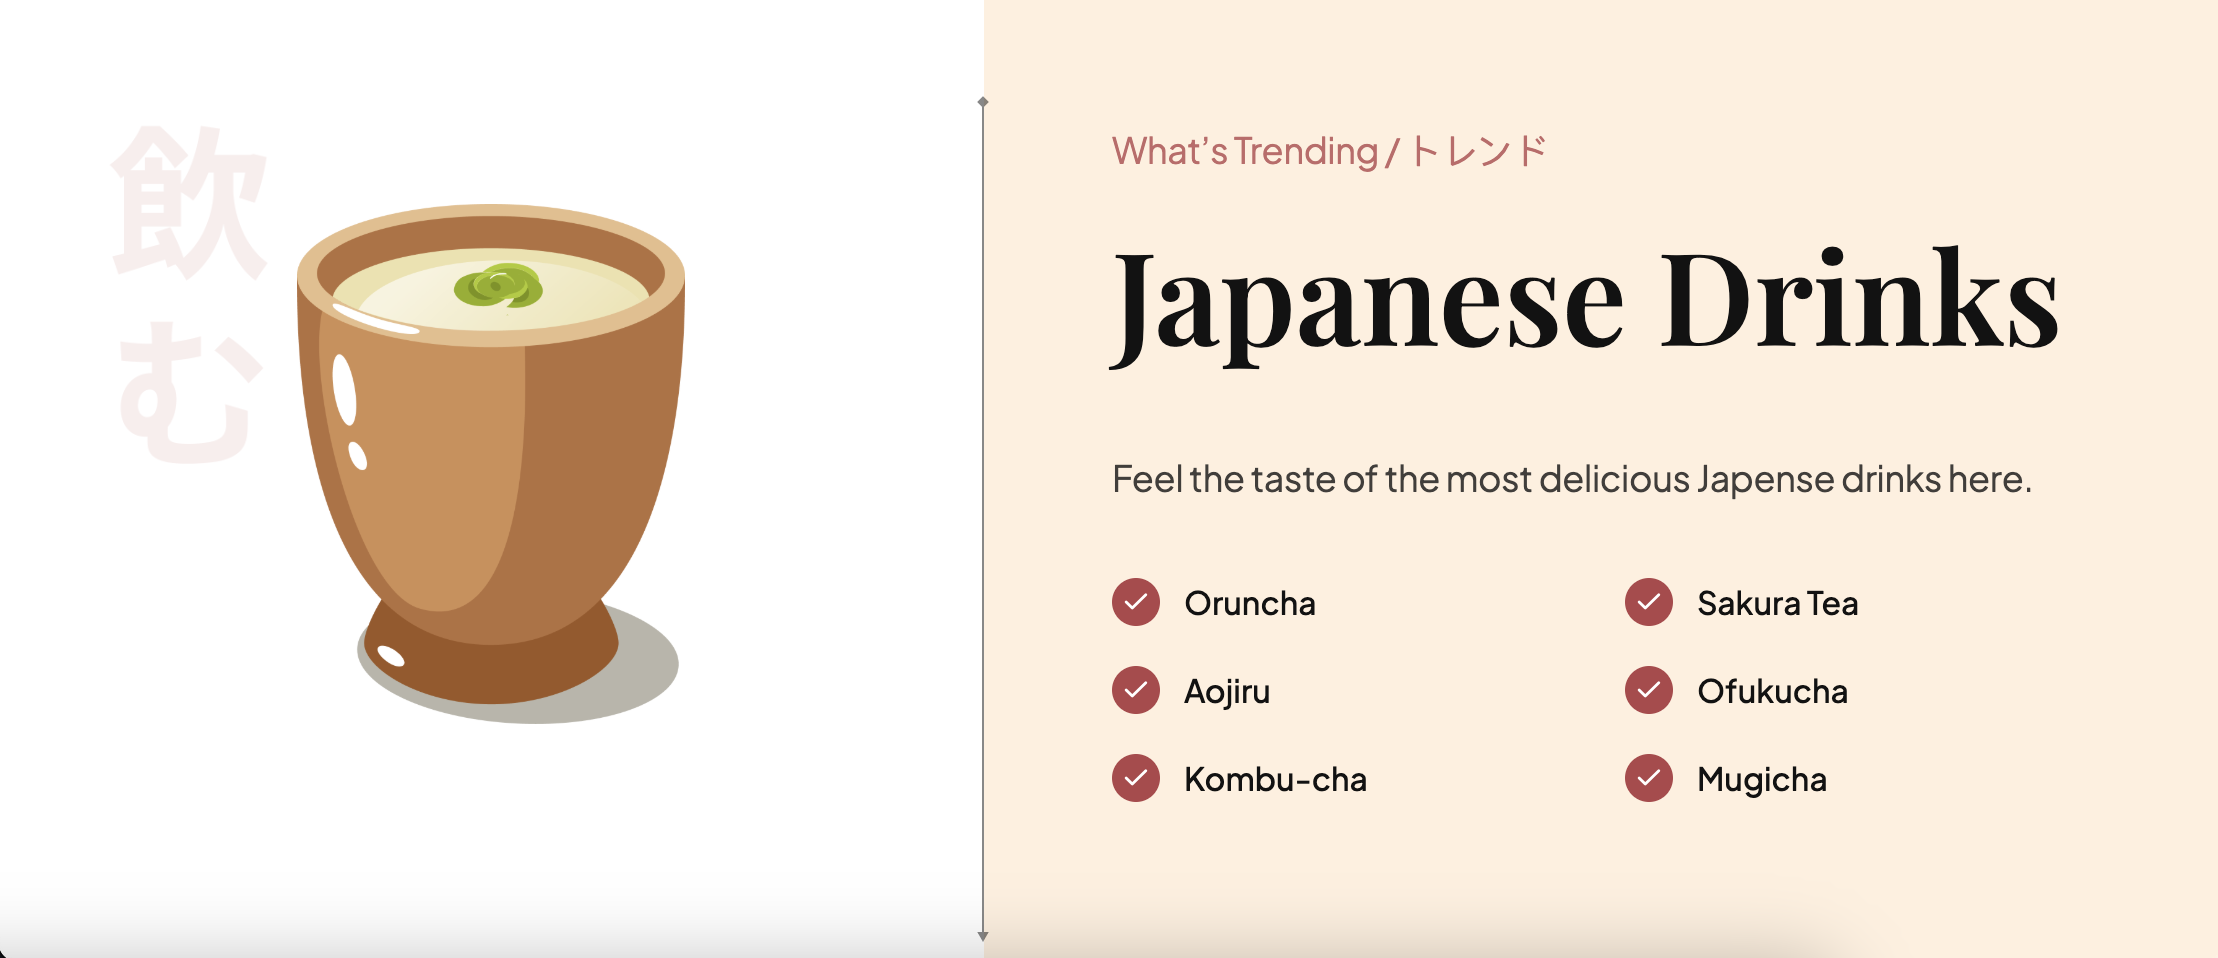 飲む
What's Trending / トレンド
Japanese Drinks
Feel the taste of the most delicious Japense drinks here.
Oruncha
Sakura Tea
Aojiru
Ofukucha
Kombu-cha
Mugicha